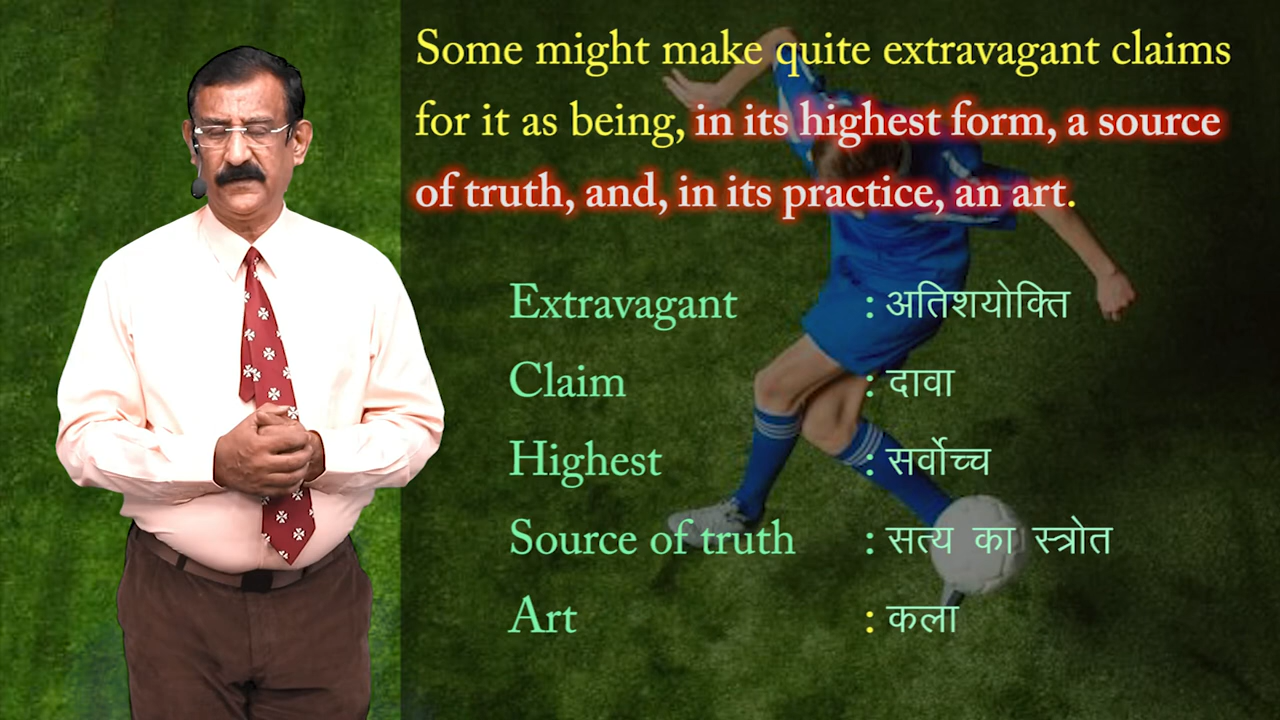 Some might make quite extravagant claims
for it as being, in its highest form, a source
of truth, and, in its practice, an art.
Extravagant : अतिशयोक्ति
Claim : दावा
Highest : सर्वोच्च
Source of truth : सत्य का स्त्रोत
Art : कला